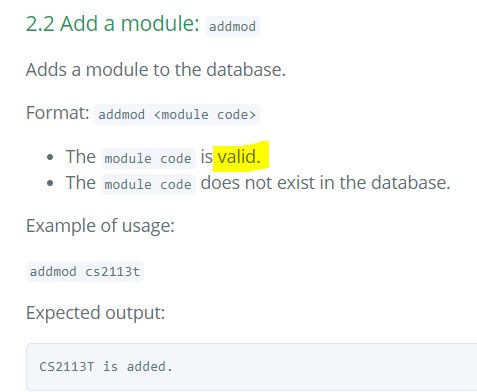 2.2 Add a module: addmod
Adds a module to the database.
Format: addmod <module code>
• The module code is valid.
• The module code does not exist in the database.
Example of usage:
addmod cs2113t
Expected output:
CS2113T is added.